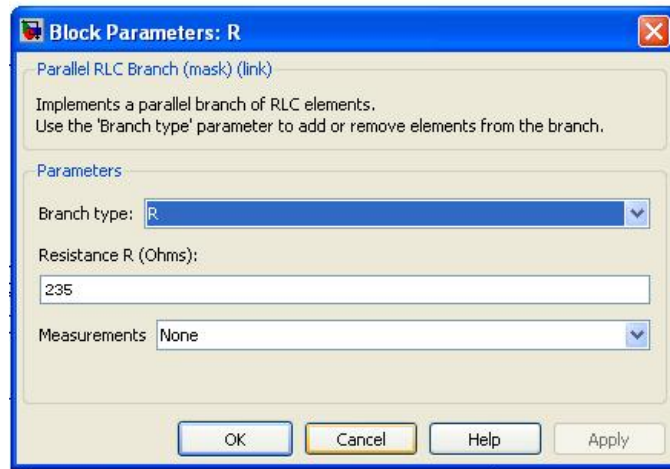 Block Parameters: R
Parallel RLC Branch (mask) (link)
Implements a parallel branch of RLC elements.
Use the 'Branch type' parameter to add or remove elements from the branch.
Parameters
Branch type: R
Resistance R (Ohms):
235
Measurements None
OK Cancel Help Apply